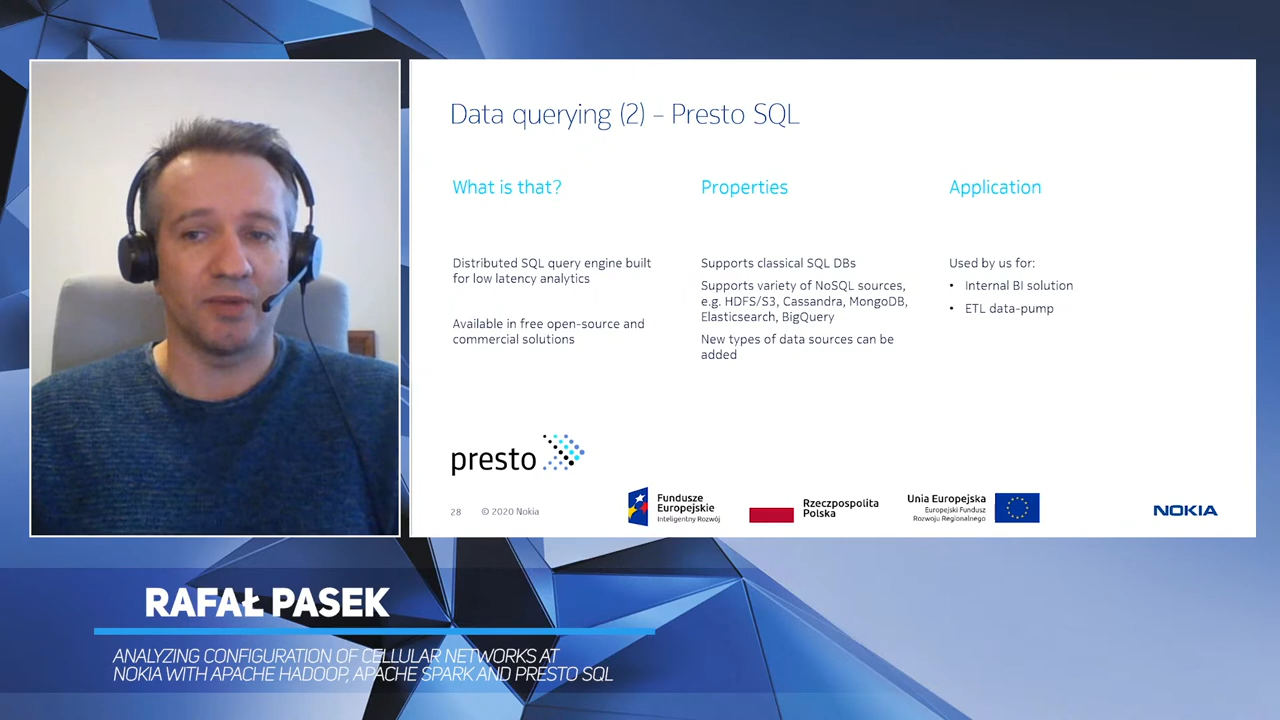 Data querying (2) – Presto SQL
What is that?
Distributed SQL query engine built
for low latency analytics
Available in free open-source and
commercial solutions
Properties
Supports classical SQL DBs
Supports variety of NoSQL sources,
e.g. HDFS/S3, Cassandra, MongoDB,
Elasticsearch, BigQuery
New types of data sources can be
added
Application
Used by us for:
• Internal BI solution
• ETL data-pump
presto
28 © 2020 Nokia
Fundusze
Europejskie
Inteligentny Rozwój
Rzeczpospolita
Polska
Unia Europejska
Europejski Fundusz
Rozwoju Regionalnego
NOKIA
RAFAŁ PASEK
ANALYZING CONFIGURATION OF CELLULAR NETWORKS AT
NOKIA WITH APACHE HADOOP, APACHE SPARK AND PRESTO SQL